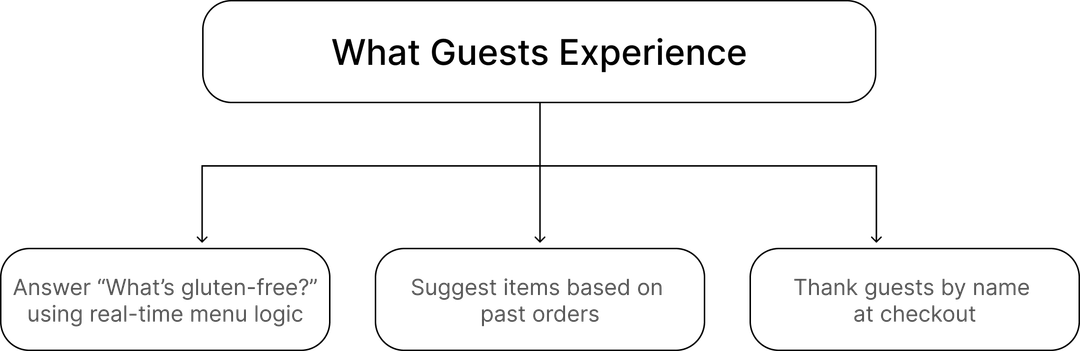 What Guests Experience
Answer “What’s gluten-free?”
using real-time menu logic
Suggest items based on
past orders
Thank guests by name
at checkout